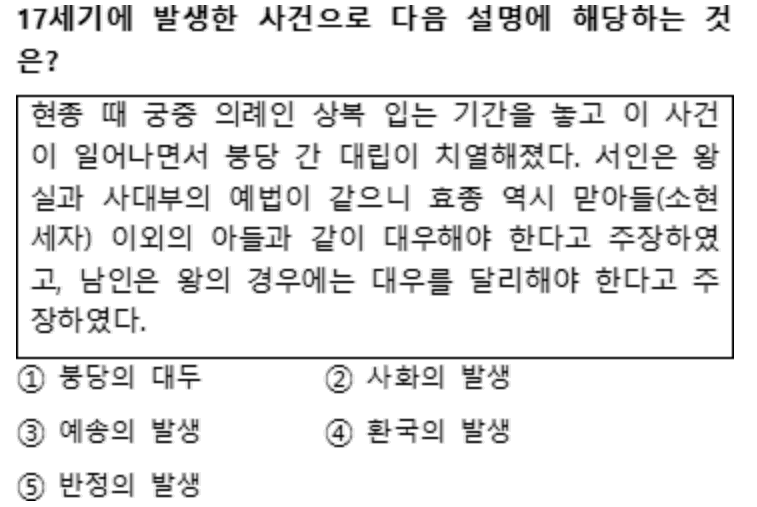 17세기에 발생한 사건으로 다음 설명에 해당하는 것
은?
현종 때 궁중 의례인 상복 입는 기간을 놓고 이 사건
이 일어나면서 붕당 간 대립이 치열해졌다. 서인은 왕
실과 사대부의 예법이 같으니 효종 역시 맏아들(소현
세자) 이외의 아들과 같이 대우해야 한다고 주장하였
고, 남인은 왕의 경우에는 대우를 달리해야 한다고 주
장하였다.
① 붕당의 대두 ② 사화의 발생
③ 예송의 발생 ④ 환국의 발생
⑤ 반정의 발생